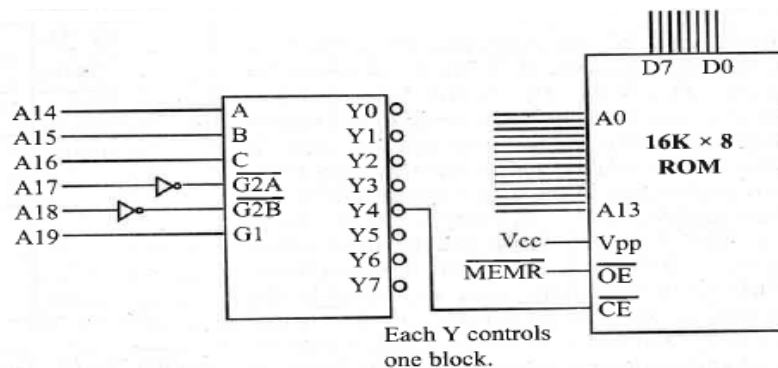 D7 D0
A14 A Y0
A15 B Y1
A16 C Y2
A17 G2A Y3
A18 G2B Y4
A19 G1 Y5
Y6
Y7
A0
16K × 8
ROM
A13
Vcc Vpp
MEMR OE
CE
Each Y controls
one block.